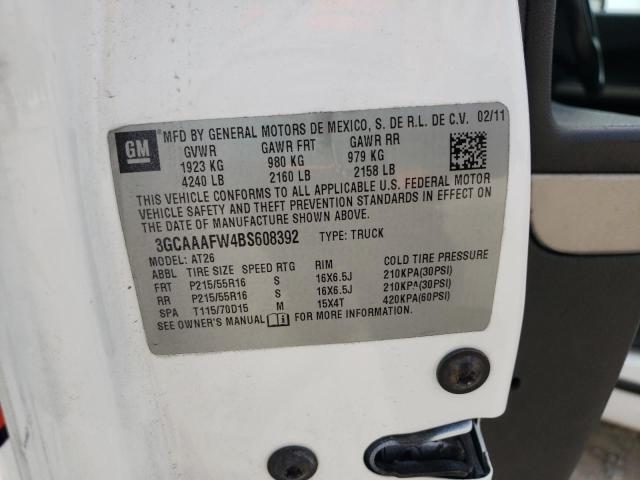 GM MFD BY GENERAL MOTORS DE MEXICO, S. DE R.L. DE C.V. 02/11
GVWR GAWR FRT GAWR RR
1923 KG 980 KG 979 KG
4240 LB 2160 LB 2158 LB
THIS VEHICLE CONFORMS TO ALL APPLICABLE U.S. FEDERAL MOTOR
VEHICLE SAFETY AND THEFT PREVENTION STANDARDS IN EFFECT ON
THE DATE OF MANUFACTURE SHOWN ABOVE.
3GCAAAFW4BS608392 TYPE: TRUCK
MODEL: AT26
ABBL TIRE SIZE SPEED RTG RIM COLD TIRE PRESSURE
FRT P215/55R16 S 16X6.5J 210KPA(30PSI)
RR P215/55R16 S 16X6.5J 210KPA(30PSI)
SPA T115/70D15 M 15X4T 420KPA(60PSI)
SEE OWNER'S MANUAL FOR MORE INFORMATION.